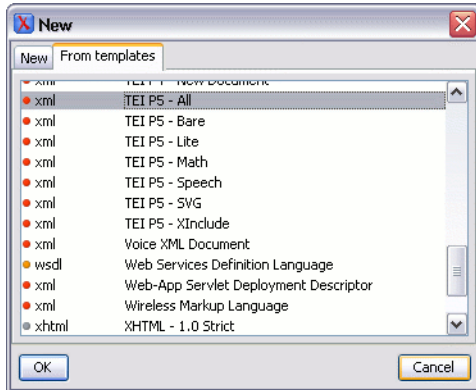 New
New From templates
xml
xml TEI P5 - All
xml TEI P5 - Bare
xml TEI P5 - Lite
xml TEI P5 - Math
xml TEI P5 - Speech
xml TEI P5 - SVG
xml TEI P5 - XInclude
xml Voice XML Document
wsdl Web Services Definition Language
xml Web-App Servlet Deployment Descriptor
xml Wireless Markup Language
xhtml XHTML - 1.0 Strict
OK Cancel